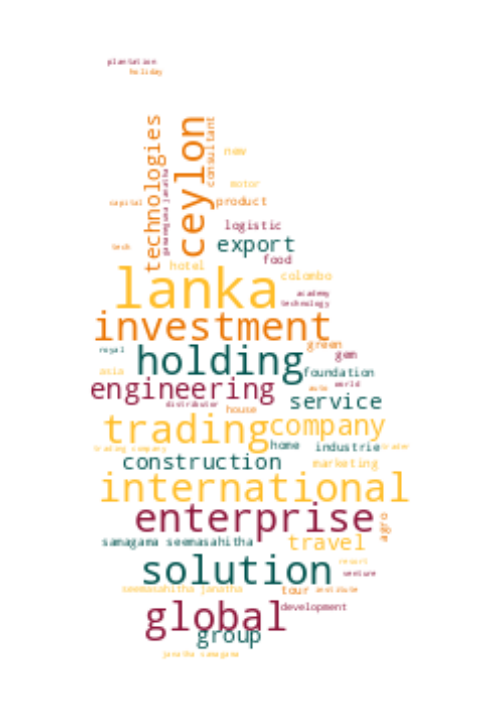 plantation
holiday
technologies
gamameguna janatha
ceylon
consultant
new
motor
capital
product
logistic
tech
export
food
hotel
colombo
lanka
academy
technology
investment
green
royal
holding
gem
asia
foundation
engineering
auto
world
service
distributor
house
trading
company
home
industrie
trader
trading company
construction
marketing
international
enterprise
agro
samagama seemasahitha
travel
solution
resort
venture
seemasahitha janatha
tour
institute
global
development
group
janatha samagama